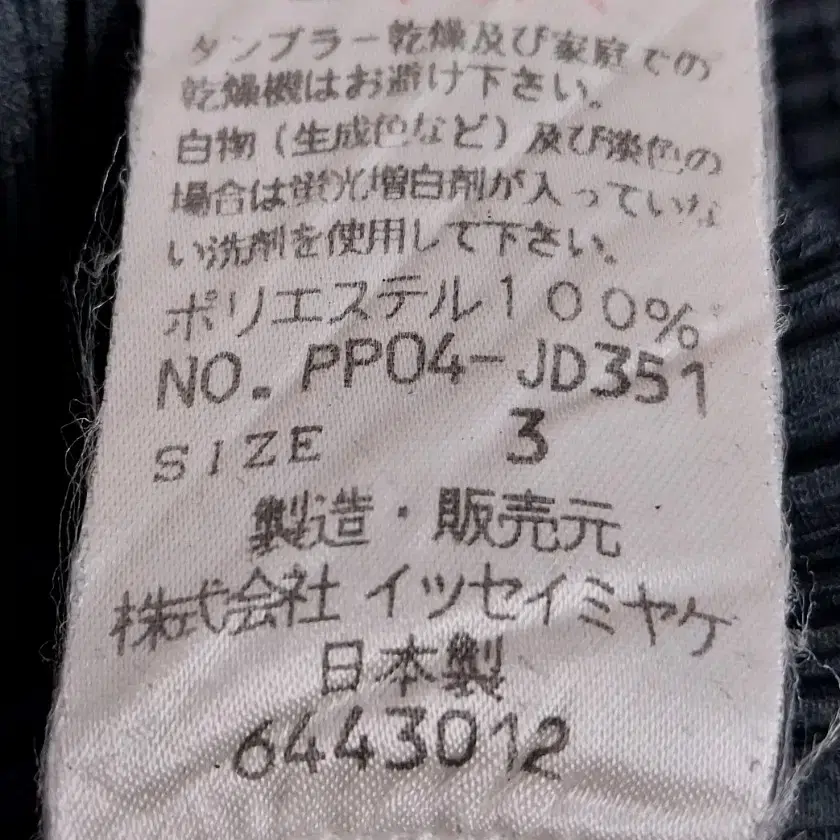 タンブラー乾燥及び家庭での
乾燥機はお避け下さい。
白物(生成色など)及び淡色の
場合は蛍光増白剤が入っていな
い洗剤を使用して下さい。
ポリエステル100%
NO. PP04-JD351
SIZE 3
製造・販売元
株式会社 イッセイミヤケ
日本製
6443012